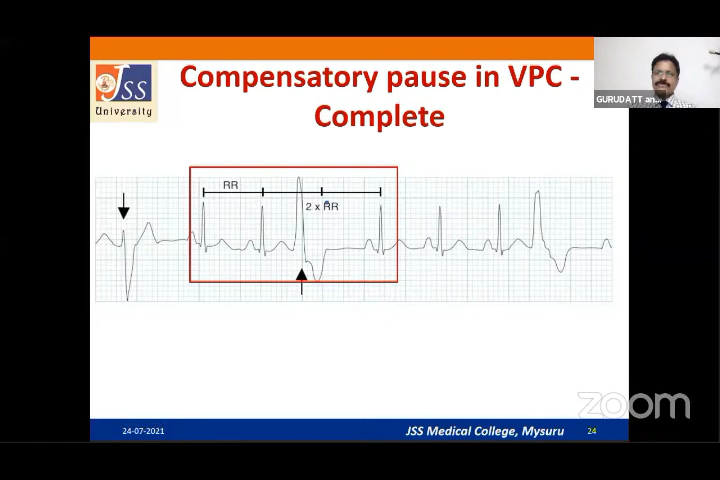 Compensatory pause in VPC -
Complete
JSS
University
GURUDATT an
RR
2 x RR
zoom
24-07-2021
JSS Medical College, Mysuru
24